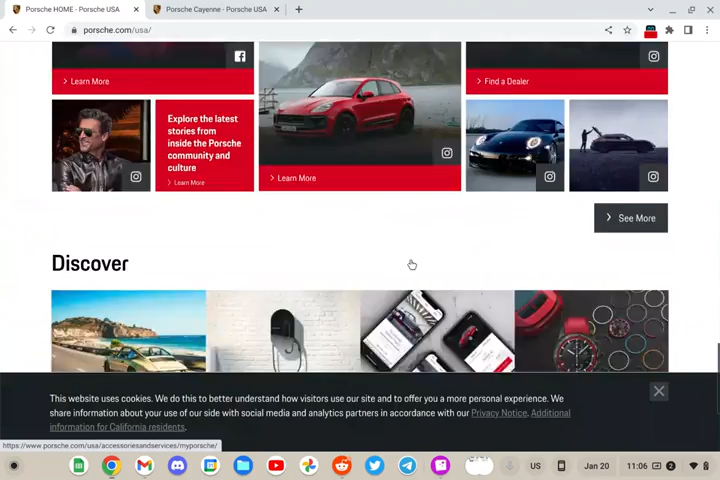 Porsche HOME - Porsche USA
Porsche Cayenne - Porsche USA
porsche.com/usa/
Learn More
Find a Dealer
Explore the latest
stories from
inside the Porsche
community and
culture
Learn More
Learn More
See More
Discover
This website uses cookies. We do this to better understand how visitors use our site and to offer you a more personal experience. We
share information about your use of our side with social media and analytics partners in accordance with our Privacy Notice. Additional
information for California residents.
https://www.porsche.com/usa/accessoriesandservices/myporsche/
US
Jan 20
11:06
2